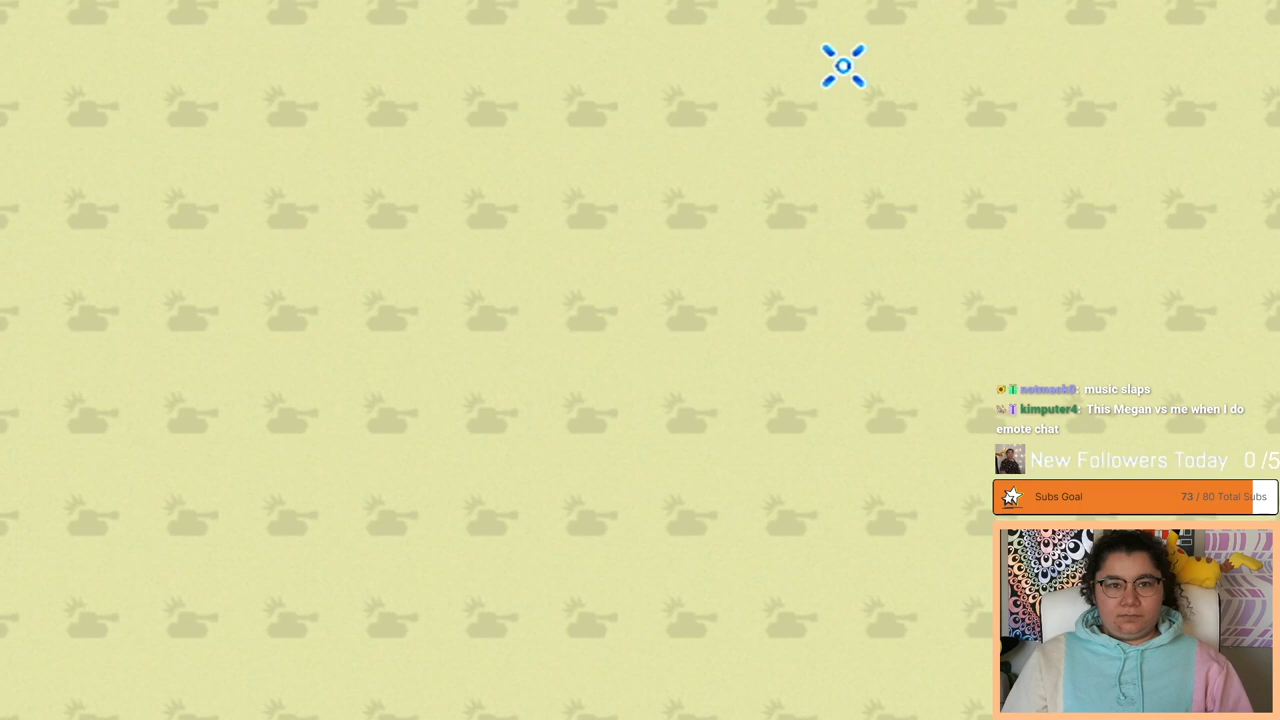 notmack0: music slaps
kimputer4: This Megan vs me when I do
emote chat
New Followers Today 0 /5
Subs Goal 73 / 80 Total Subs